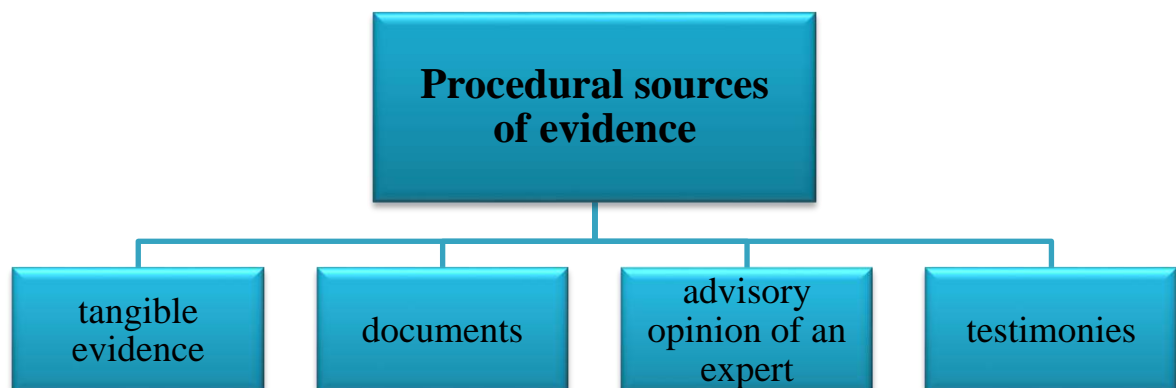 Procedural sources
of evidence
tangible
evidence
documents
advisory
opinion of an
expert
testimonies